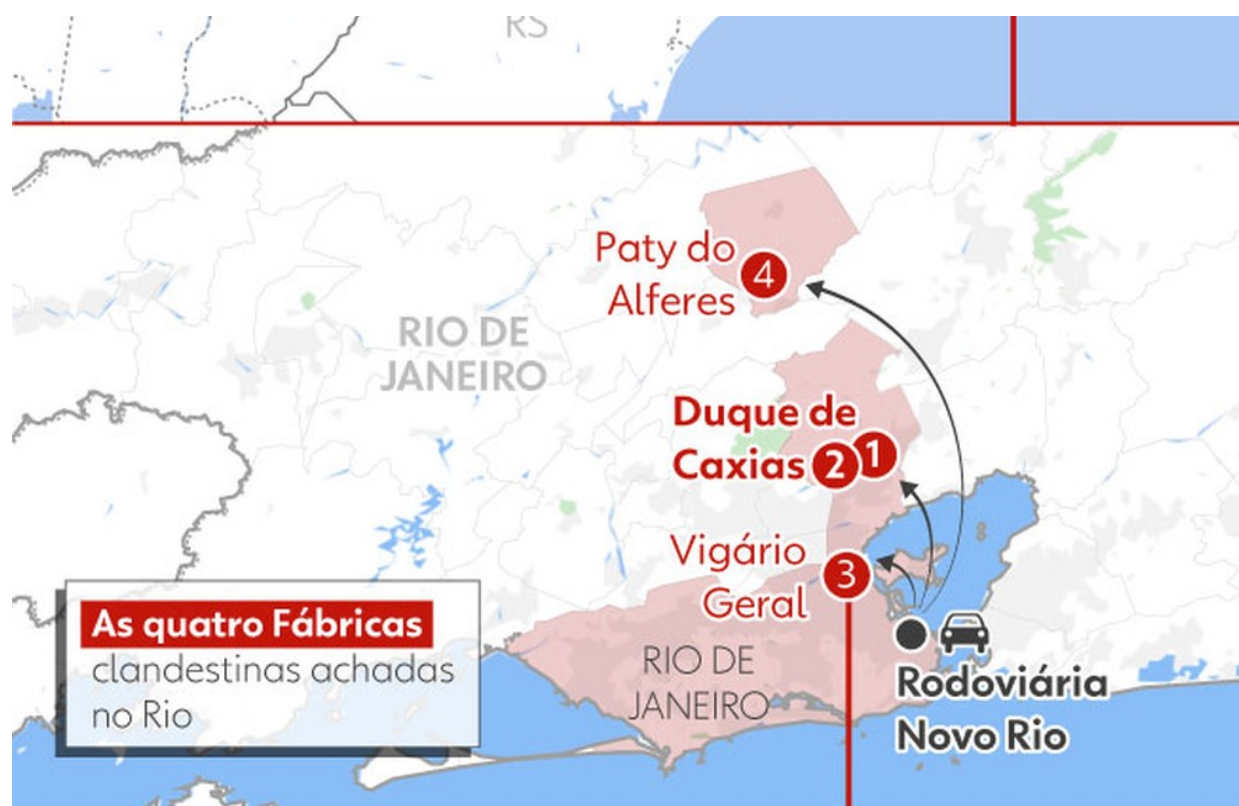 RS
Paty do
Alferes
4
RIO DE
JANEIRO
Duque de
Caxias 2 1
Vigário
Geral
3
As quatro Fábricas
clandestinas achadas
no Rio
RIO DE
JANEIRO
Rodoviária
Novo Rio